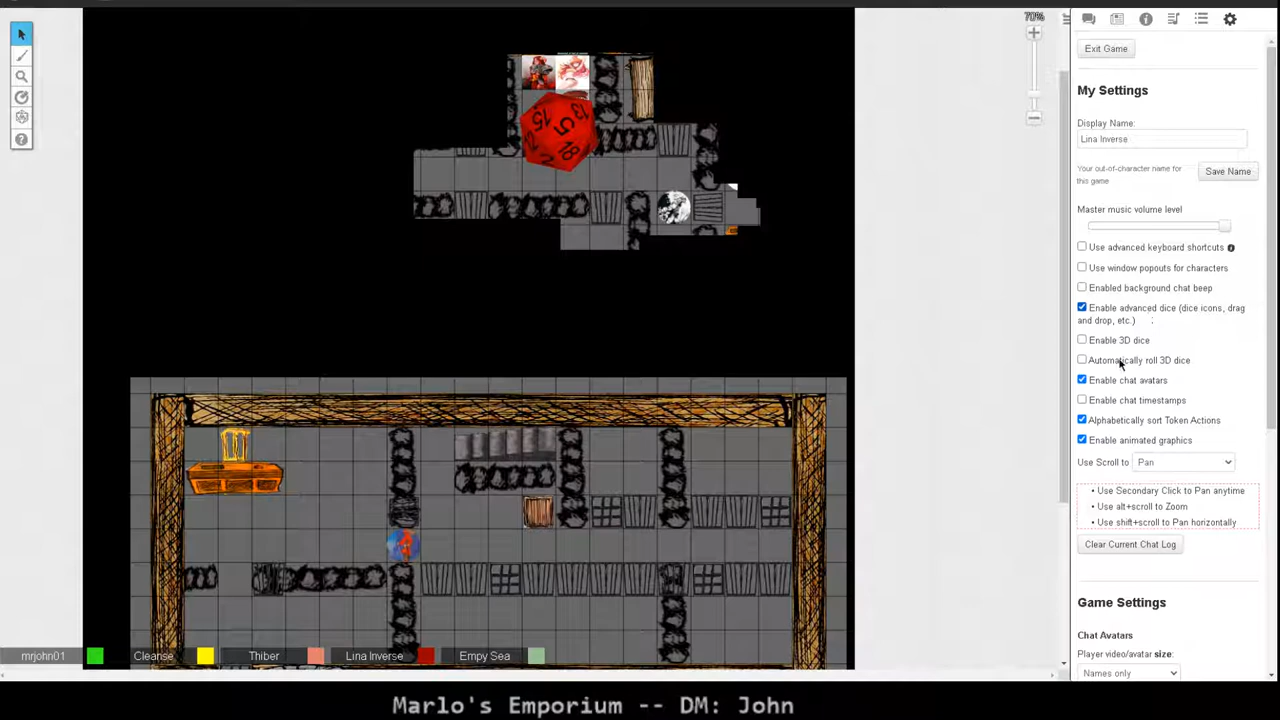 70%
Exit Game
My Settings
Display Name:
Lina Inverse
Your out-of-character name for
this game
Save Name
Master music volume level
Use advanced keyboard shortcuts
Use window popouts for characters
Enabled background chat beep
Enable advanced dice (dice icons, drag
and drop, etc.)
Enable 3D dice
Automatically roll 3D dice
Enable chat avatars
Enable chat timestamps
Alphabetically sort Token Actions
Enable animated graphics
Use Scroll to Pan
• Use Secondary Click to Pan anytime
• Use alt+scroll to Zoom
• Use shift+scroll to Pan horizontally
Clear Current Chat Log
Game Settings
Chat Avatars
Player video/avatar size:
Names only
15
13
5
18
mrjohn01 Cleanse Thiber Lina Inverse Empy Sea
Marlo's Emporium -- DM: John